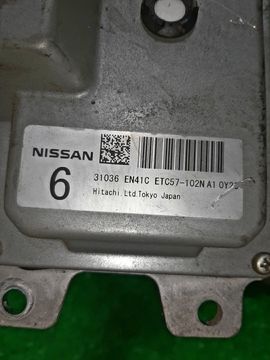 NISSAN
6
31036 EN41C ETC57-102N A1
Hitachi.Ltd.Tokyo Japan